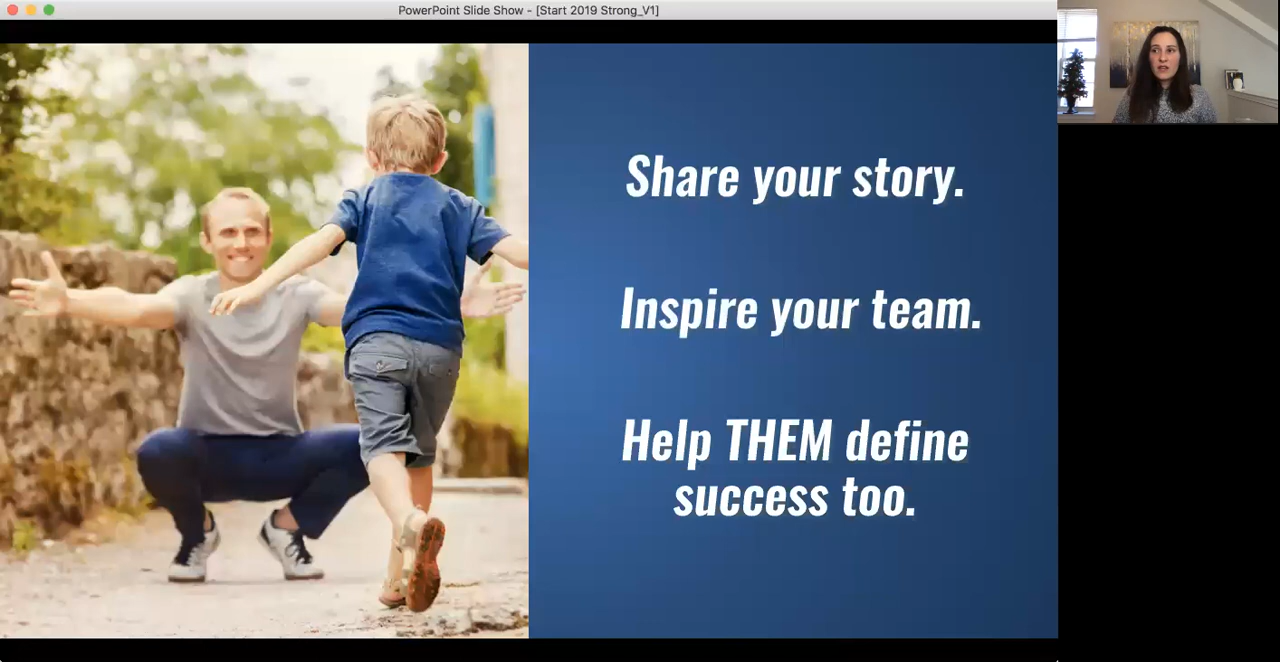 PowerPoint Slide Show - [Start 2019 Strong_V1]
Share your story.
Inspire your team.
Help THEM define
success too.